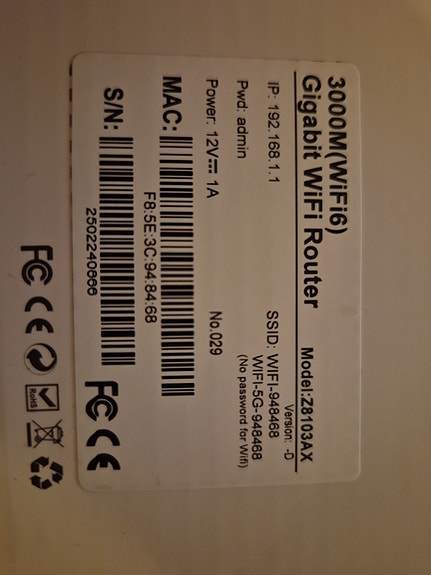 3000M(WiFi6)
Gigabit WiFi Router
Model:Z8103AX
Version: -D
IP: 192.168.1.1
SSID: WIFI-948468
WIFI-5G-948468
Pwd: admin
(No password for Wifi)
Power: 12V⎓ 1A
No.029
MAC:
F8:5E:3C:94:84:68
S/N:
2502240866
FC CE
FC CE RoHS